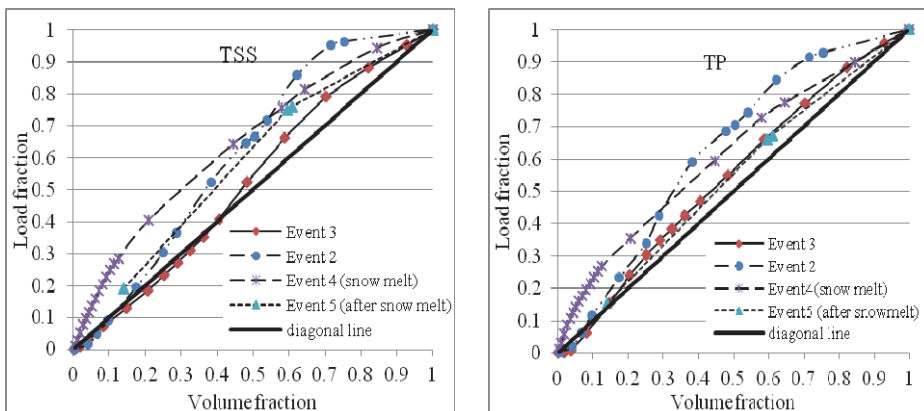 TSS
Load fraction
1
0.9
0.8
0.7
0.6
0.5
0.4
0.3
0.2
0.1
0
Event 3
Event 2
Event 4 (snow melt)
Event 5 (after snow melt)
diagonal line
0 0.1 0.2 0.3 0.4 0.5 0.6 0.7 0.8 0.9 1
Volume fraction
TP
Load fraction
1
0.9
0.8
0.7
0.6
0.5
0.4
0.3
0.2
0.1
0
Event 3
Event 2
Event4 (snow melt)
Event5 (after snowmelt)
diagonal line
0 0.1 0.2 0.3 0.4 0.5 0.6 0.7 0.8 0.9 1
Volume fraction